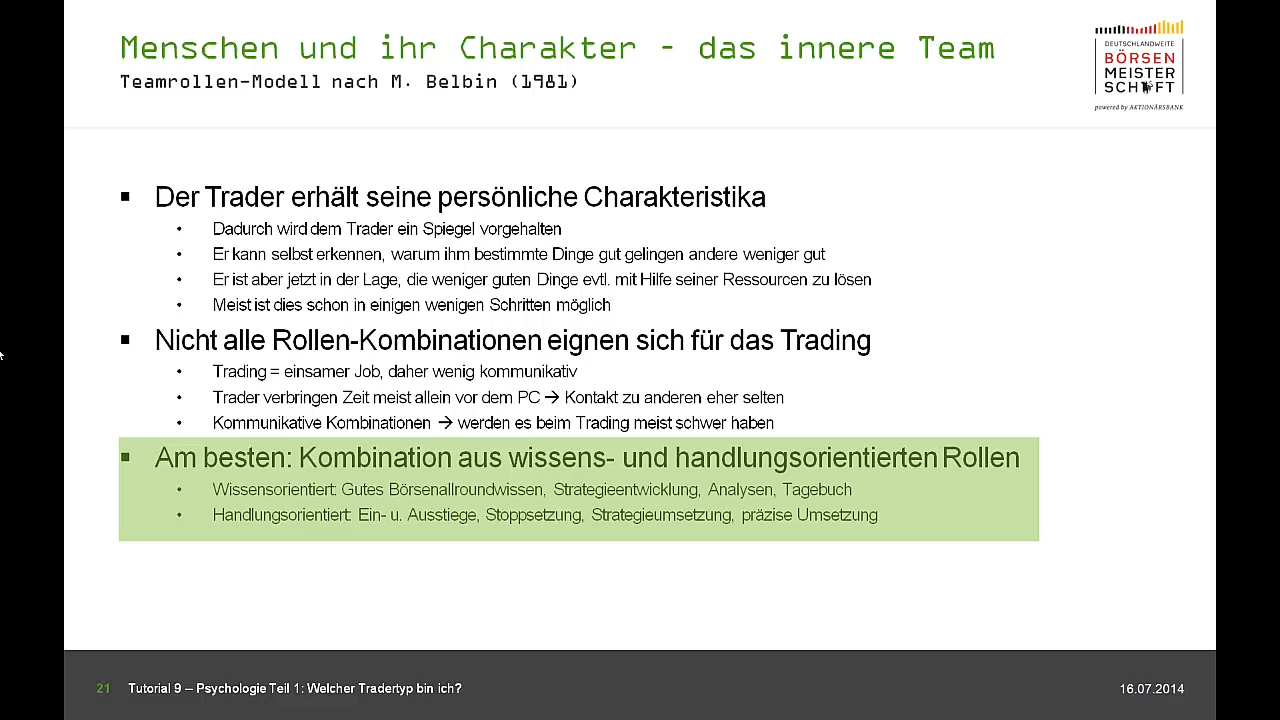 Menschen und ihr Charakter - das innere Team
Teamrollen-Modell nach M. Belbin (1981)
DEUTSCHLANDWEITE
BÖRSEN
MEISTER
SCHAFT
powered by AKTIONÄRSBANK
▪ Der Trader erhält seine persönliche Charakteristika
• Dadurch wird dem Trader ein Spiegel vorgehalten
• Er kann selbst erkennen, warum ihm bestimmte Dinge gut gelingen andere weniger gut
• Er ist aber jetzt in der Lage, die weniger guten Dinge evtl. mit Hilfe seiner Ressourcen zu lösen
• Meist ist dies schon in einigen wenigen Schritten möglich
▪ Nicht alle Rollen-Kombinationen eignen sich für das Trading
• Trading = einsamer Job, daher wenig kommunikativ
• Trader verbringen Zeit meist allein vor dem PC → Kontakt zu anderen eher selten
• Kommunikative Kombinationen → werden es beim Trading meist schwer haben
▪ Am besten: Kombination aus wissens- und handlungsorientierten Rollen
• Wissensorientiert: Gutes Börsenallroundwissen, Strategieentwicklung, Analysen, Tagebuch
• Handlungsorientiert: Ein- u. Ausstiege, Stoppsetzung, Strategieumsetzung, präzise Umsetzung
21 Tutorial 9 – Psychologie Teil 1: Welcher Tradertyp bin ich? 16.07.2014